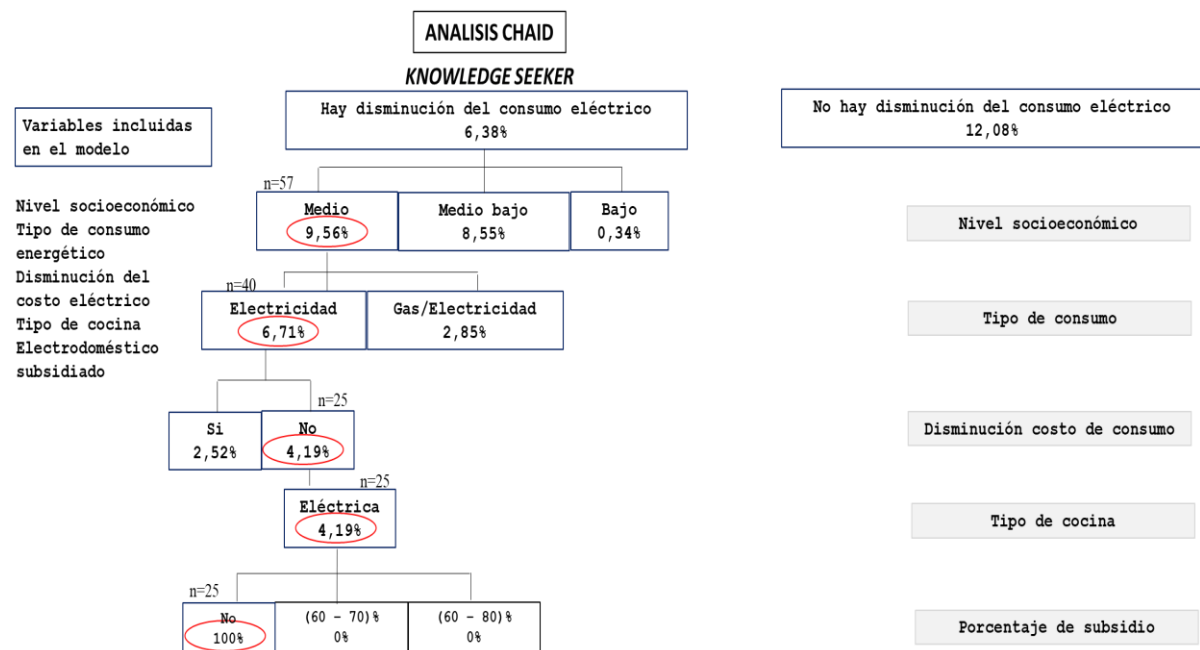 ANALISIS CHAID
KNOWLEDGE SEEKER
Variables incluidas
en el modelo
Hay disminución del consumo eléctrico
6,38%
No hay disminución del consumo eléctrico
12,08%
Nivel socioeconómico
Tipo de consumo
energético
Disminución del
costo eléctrico
Tipo de cocina
Electrodoméstico
subsidiado
n=57
Medio
9,56%
Medio bajo
8,55%
Bajo
0,34%
Nivel socioeconómico
n=40
Electricidad
6,71%
Gas/Electricidad
2,85%
Tipo de consumo
n=25
Si
2,52%
No
4,19%
Disminución costo de consumo
n=25
Eléctrica
4,19%
Tipo de cocina
n=25
No
100%
(60 - 70)%
0%
(60 - 80)%
0%
Porcentaje de subsidio